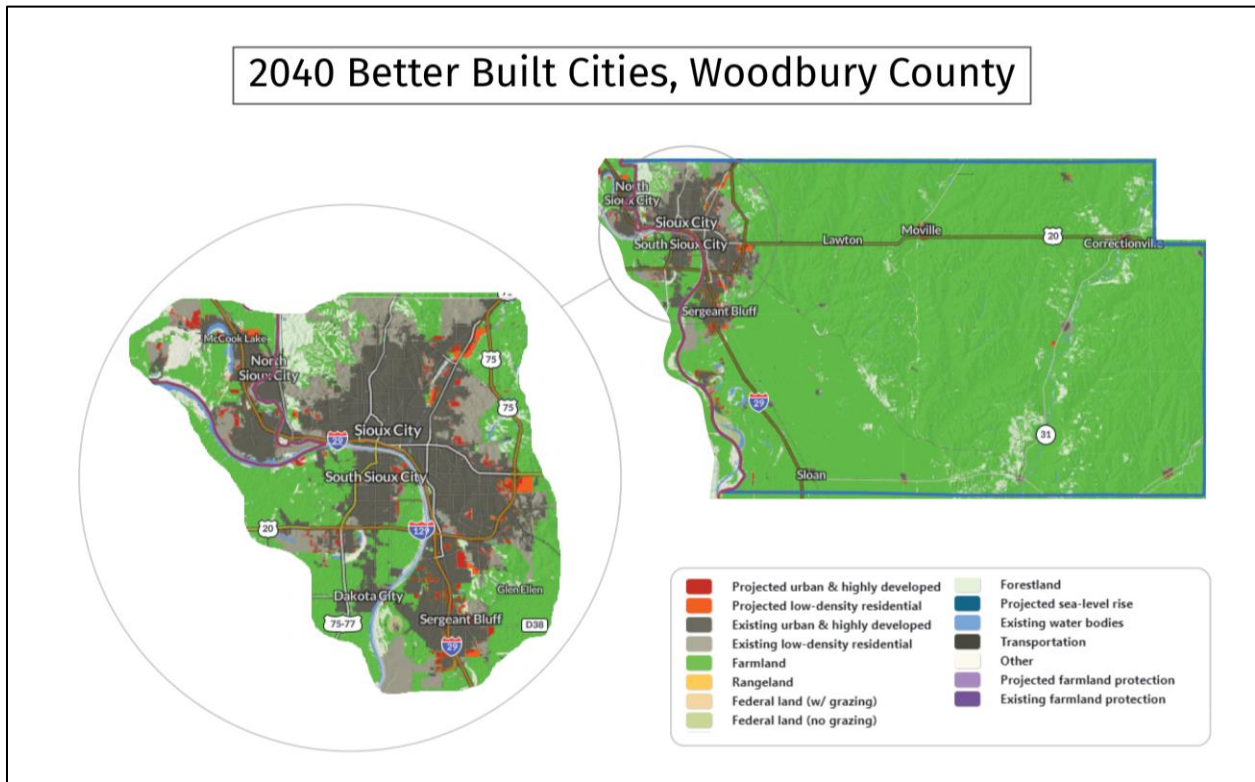 2040 Better Built Cities, Woodbury County
North
Sioux City
Sioux City
South Sioux City
Lawton
Moville
20
Correctionville
Sergeant Bluff
29
31
Sloan
McCook Lake
North
Sioux City
75
75
29
Sioux City
South Sioux City
20
129
Dakota City
Glen Ellen
75-77
Sergeant Bluff
D38
29
Projected urban & highly developed
Projected low-density residential
Existing urban & highly developed
Existing low-density residential
Farmland
Rangeland
Federal land (w/ grazing)
Federal land (no grazing)
Forestland
Projected sea-level rise
Existing water bodies
Transportation
Other
Projected farmland protection
Existing farmland protection